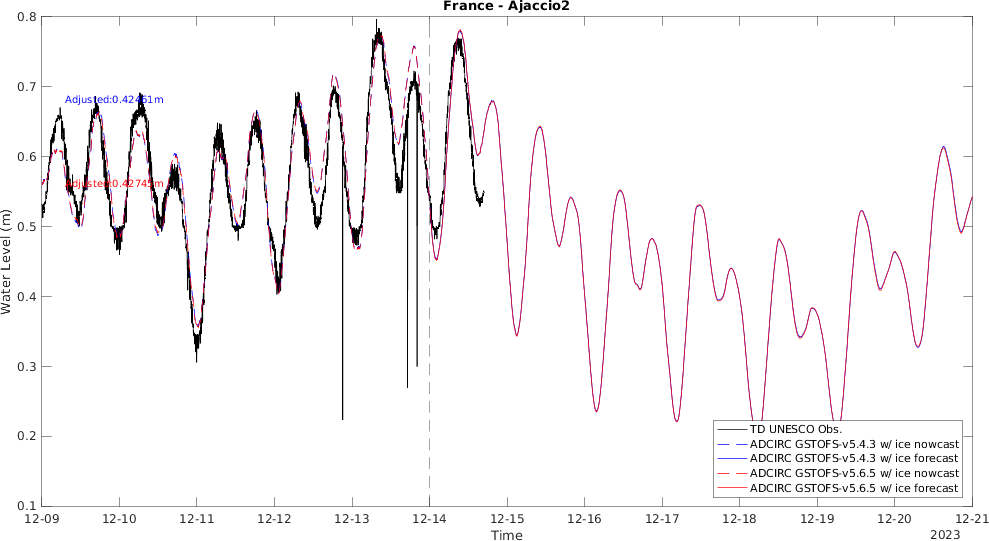 France - Ajaccio2
0.8
0.7
0.6
0.5
0.4
0.3
0.2
0.1
Water Level (m)
Adjusted:0.42461m
Adjusted:0.42745m
TD UNESCO Obs.
ADCIRC GSTOFS-v5.4.3 w/ ice nowcast
ADCIRC GSTOFS-v5.4.3 w/ ice forecast
ADCIRC GSTOFS-v5.6.5 w/ ice nowcast
ADCIRC GSTOFS-v5.6.5 w/ ice forecast
12-09 12-10 12-11 12-12 12-13 12-14 12-15 12-16 12-17 12-18 12-19 12-20 12-21
Time
2023